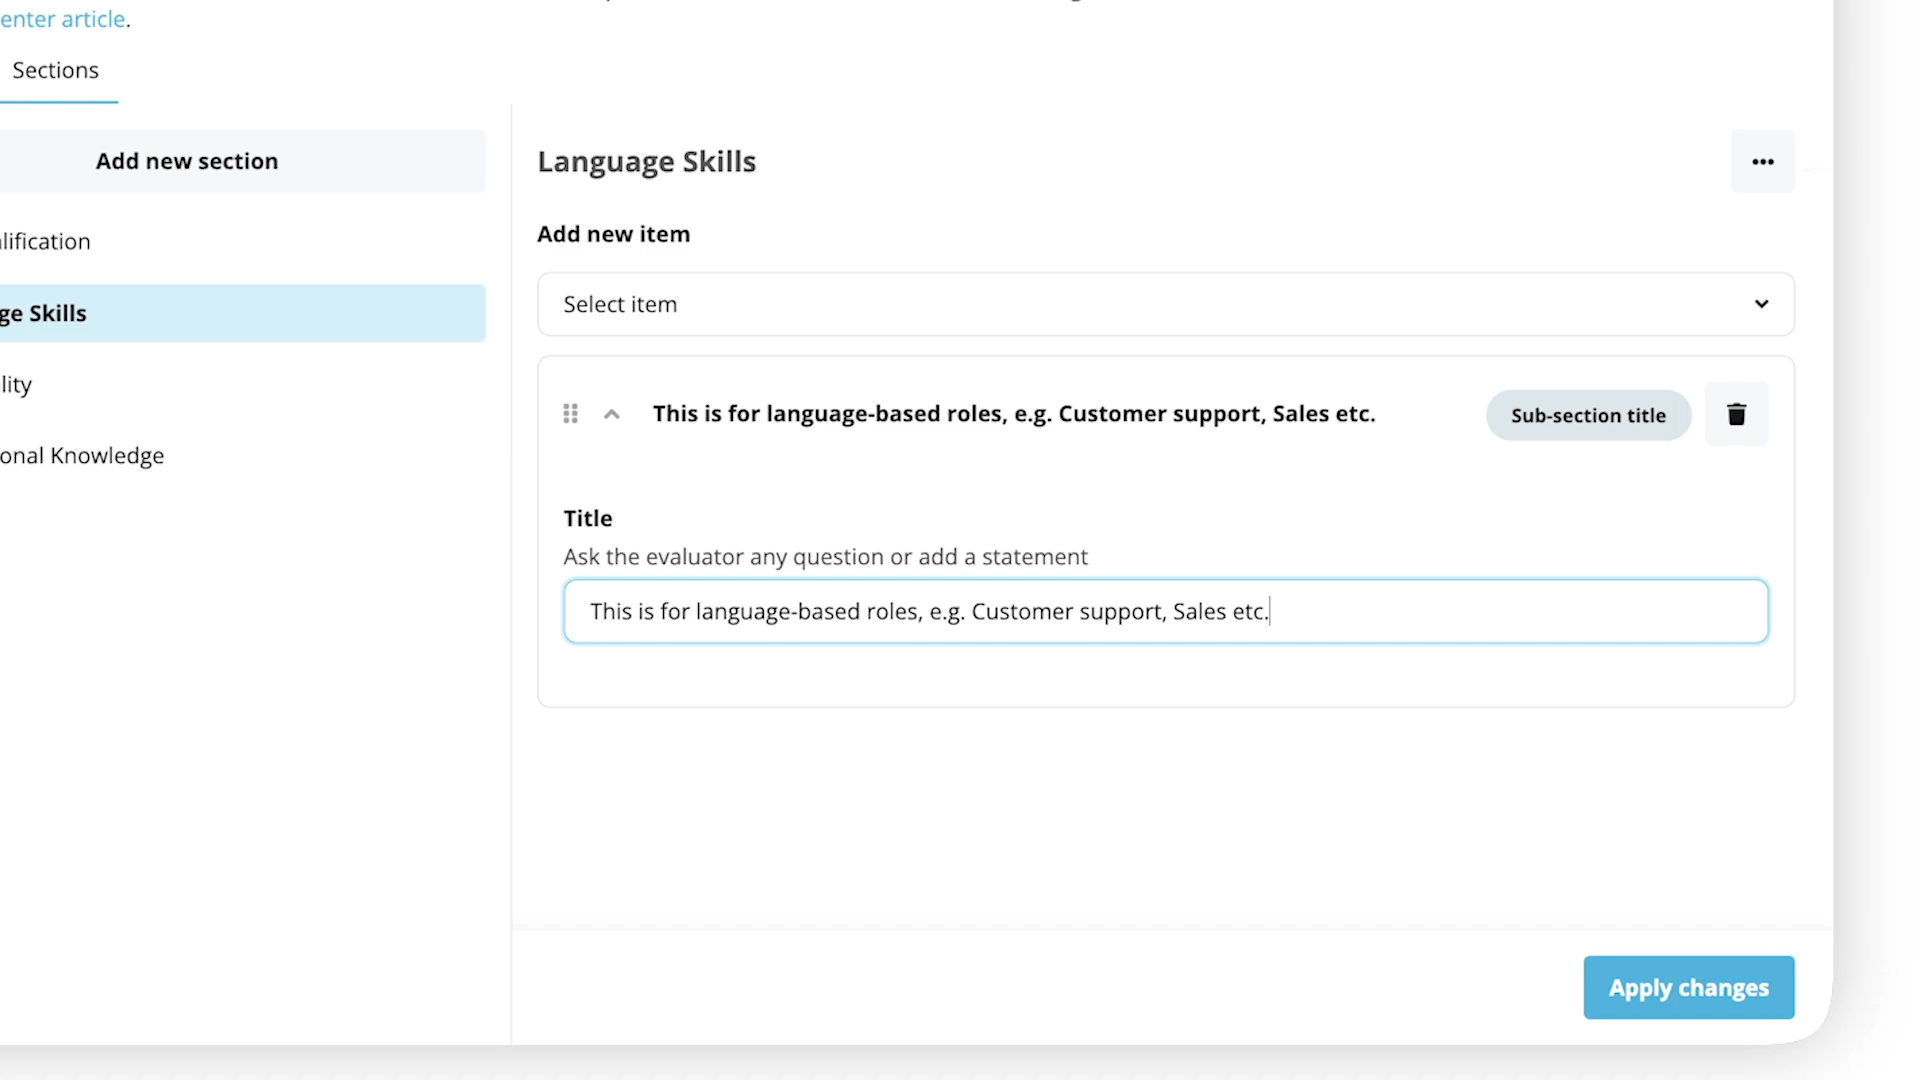 enter article.
Sections
Add new section
lification
ge Skills
lity
onal Knowledge
Language Skills
Add new item
Select item
This is for language-based roles, e.g. Customer support, Sales etc.
Sub-section title
Title
Ask the evaluator any question or add a statement
This is for language-based roles, e.g. Customer support, Sales etc.
Apply changes